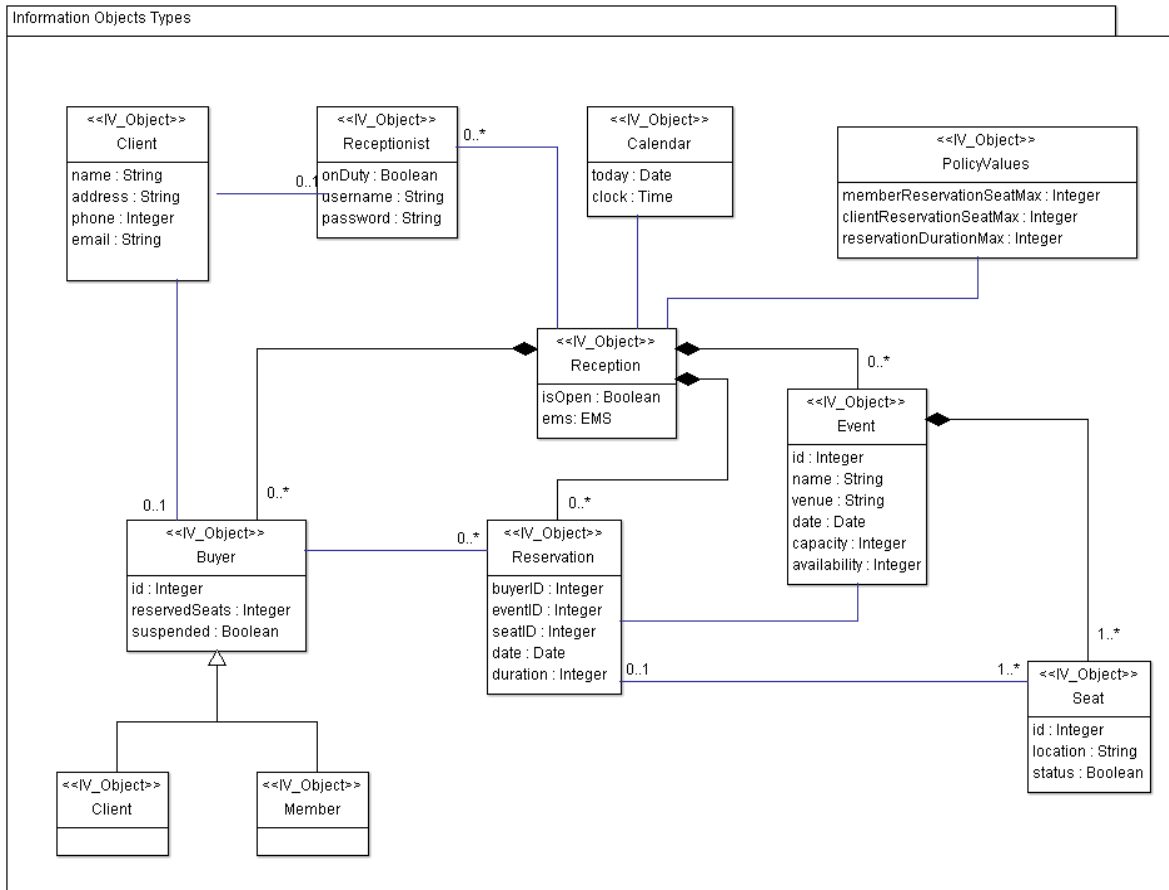 Information Objects Types
<<IV_Object>>
Client
name : String
address : String
phone : Integer
email : String
<<IV_Object>>
Receptionist
onDuty : Boolean
username : String
password : String
0..1
0..*
<<IV_Object>>
Calendar
today : Date
clock : Time
<<IV_Object>>
PolicyValues
memberReservationSeatMax : Integer
clientReservationSeatMax : Integer
reservationDurationMax : Integer
<<IV_Object>>
Reception
isOpen : Boolean
ems: EMS
0..*
<<IV_Object>>
Event
id : Integer
name : String
venue : String
date : Date
capacity : Integer
availability : Integer
0..1
0..*
<<IV_Object>>
Buyer
id : Integer
reservedSeats : Integer
suspended : Boolean
0..*
0..*
<<IV_Object>>
Reservation
buyerID : Integer
eventID : Integer
seatID : Integer
date : Date
duration : Integer
0..1
1..*
1..*
<<IV_Object>>
Seat
id : Integer
location : String
status : Boolean
<<IV_Object>>
Client
<<IV_Object>>
Member